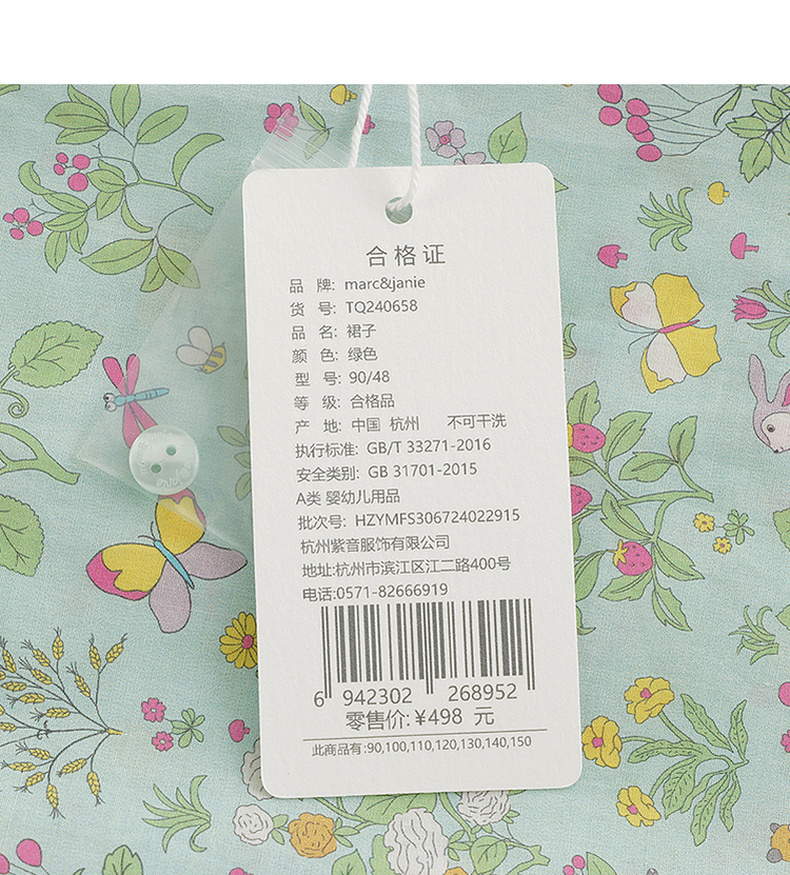 合格证
品 牌: marc&janie
货 号: TQ240658
品 名: 裙子
颜 色: 绿色
型 号: 90/48
等 级: 合格品
产 地: 中国 杭州 不可干洗
执行标准: GB/T 33271-2016
安全类别: GB 31701-2015
A类 婴幼儿用品
批次号: HZYMFS306724022915
杭州紫音服饰有限公司
地址:杭州市滨江区江二路400号
电话:0571-82666919
6 942302 268952
零售价:¥498 元
此商品有:90,100,110,120,130,140,150